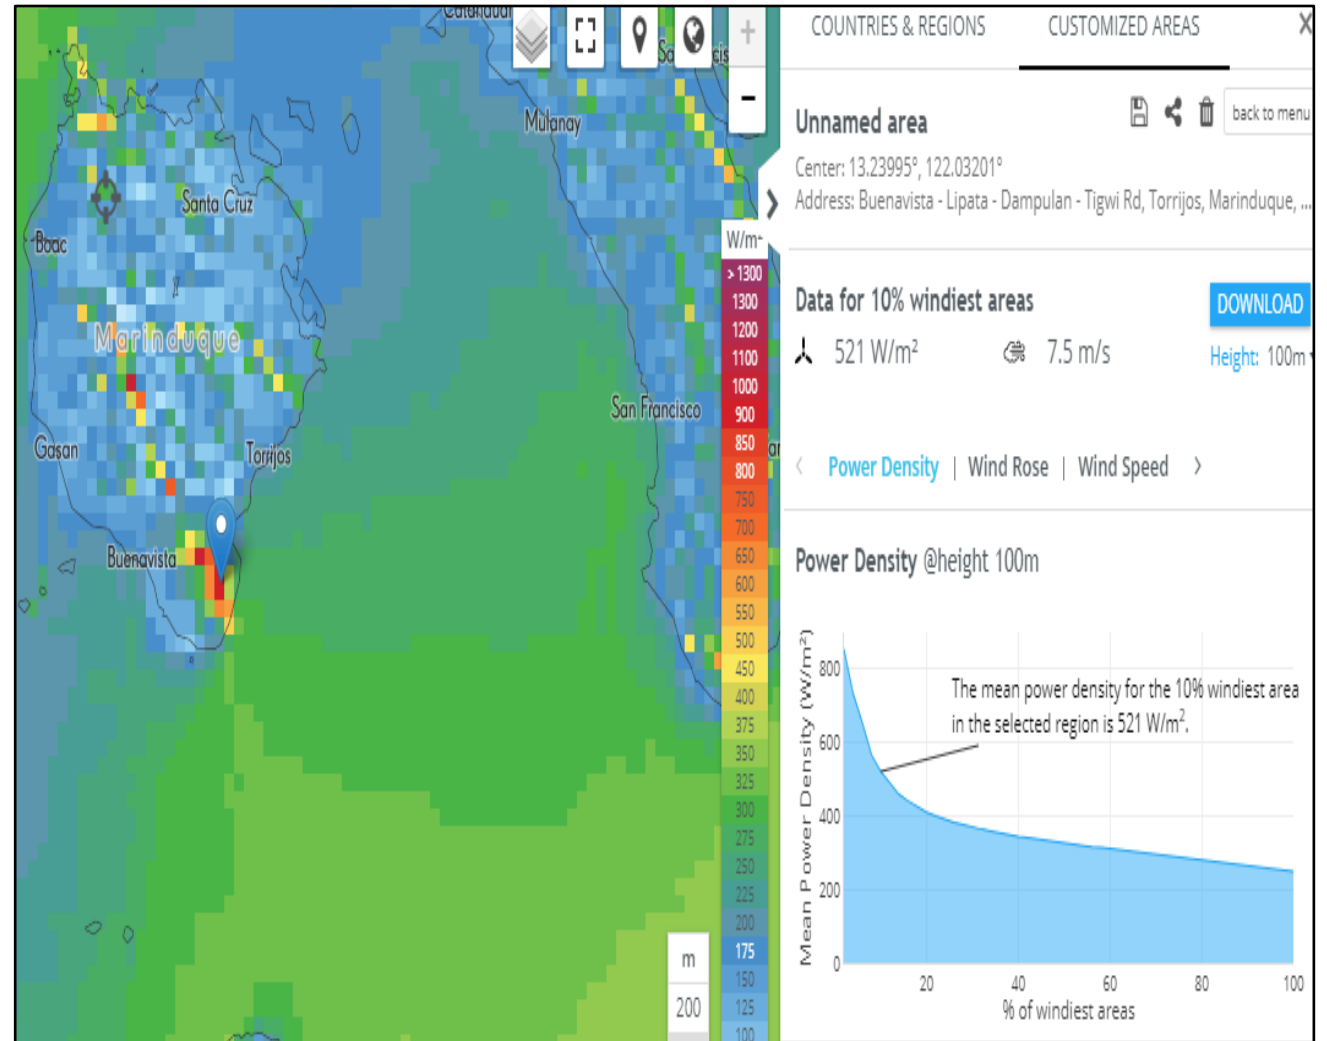 Mulanay
Santa Cruz
Boac
Marinduque
San Francisco
Gasan
Torrijos
Buenavista
W/m²
> 1300
1300
1200
1100
1000
900
850
800
750
700
650
600
550
500
450
400
375
350
325
300
275
250
225
200
175
150
125
100
m
200
COUNTRIES & REGIONS CUSTOMIZED AREAS X
Unnamed area back to menu
Center: 13.23995°, 122.03201°
Address: Buenavista - Lipata - Dampulan - Tigwi Rd, Torrijos, Marinduque, ...
Data for 10% windiest areas DOWNLOAD
521 W/m² 7.5 m/s Height: 100m
Power Density | Wind Rose | Wind Speed
Power Density @height 100m
Mean Power Density (W/m²)
800
600
400
200
0
The mean power density for the 10% windiest area
in the selected region is 521 W/m².
20 40 60 80 100
% of windiest areas